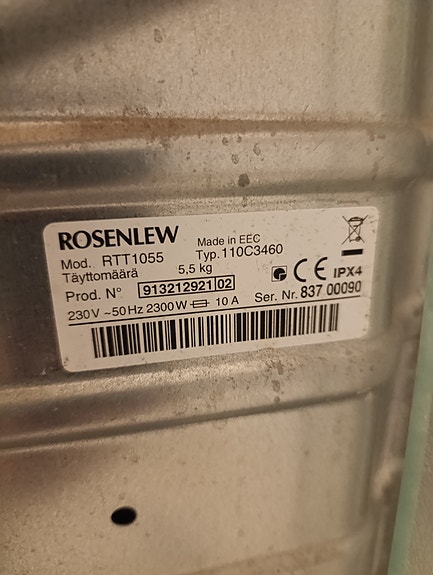 ROSENLEW Made in EEC
Mod. RTT1055 Typ. 110C3460
Täyttomäärä 5,5 kg
IPX4
Prod. N° 913212921 02 Ser. Nr. 837 00090
230V ~50Hz 2300W 10 A